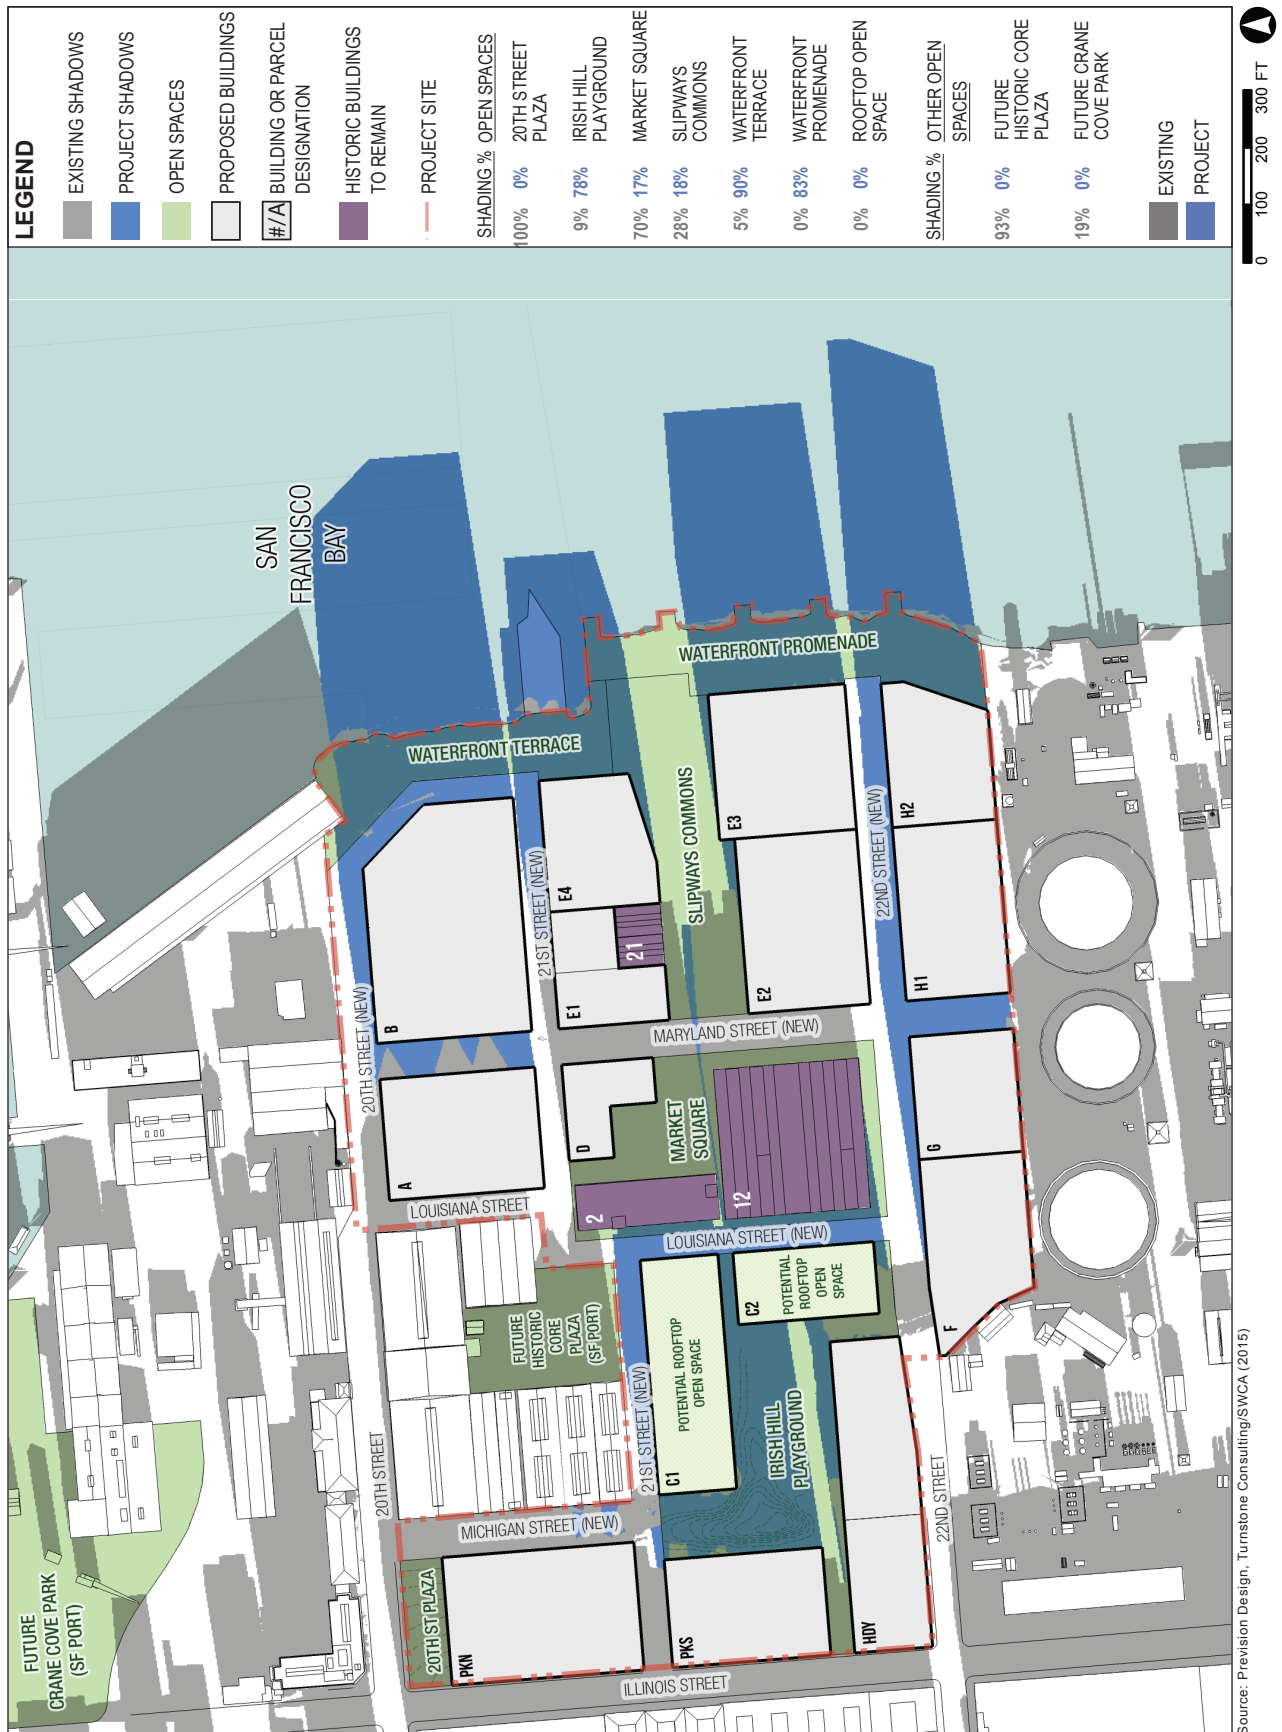 LEGEND
EXISTING SHADOWS
PROJECT SHADOWS
OPEN SPACES
PROPOSED BUILDINGS
#/A
BUILDING OR PARCEL
DESIGNATION
HISTORIC BUILDINGS
TO REMAIN
PROJECT SITE
SHADING % OPEN SPACES
100% 0% 20TH STREET
PLAZA
9% 78% IRISH HILL
PLAYGROUND
70% 17% MARKET SQUARE
28% 18% SLIPWAYS
COMMONS
5% 90% WATERFRONT
TERRACE
0% 83% WATERFRONT
PROMENADE
0% 0% ROOFTOP OPEN
SPACE
SHADING % OTHER OPEN
SPACES
93% 0% FUTURE
HISTORIC CORE
PLAZA
19% 0% FUTURE CRANE
COVE PARK
EXISTING
PROJECT
0 100 200 300 FT
SAN
FRANCISCO
BAY
WATERFRONT TERRACE
WATERFRONT PROMENADE
SLIPWAYS COMMONS
20TH STREET (NEW)
21ST STREET (NEW)
22ND STREET (NEW)
MARYLAND STREET (NEW)
B
E4
E1
21
E3
E2
H2
H1
A
D
MARKET
SQUARE
2
12
G
F
LOUISIANA STREET
LOUISIANA STREET (NEW)
FUTURE
HISTORIC
CORE
PLAZA
(SF PORT)
C1
POTENTIAL ROOFTOP
OPEN SPACE
C2
POTENTIAL
ROOFTOP
OPEN
SPACE
21ST STREET (NEW)
IRISH HILL
PLAYGROUND
20TH STREET
MICHIGAN STREET (NEW)
22ND STREET
20TH ST PLAZA
PKN
PKS
HDY
ILLINOIS STREET
FUTURE
CRANE COVE PARK
(SF PORT)
Source: Prevision Design, Turnstone Consulting/SWCA (2015)